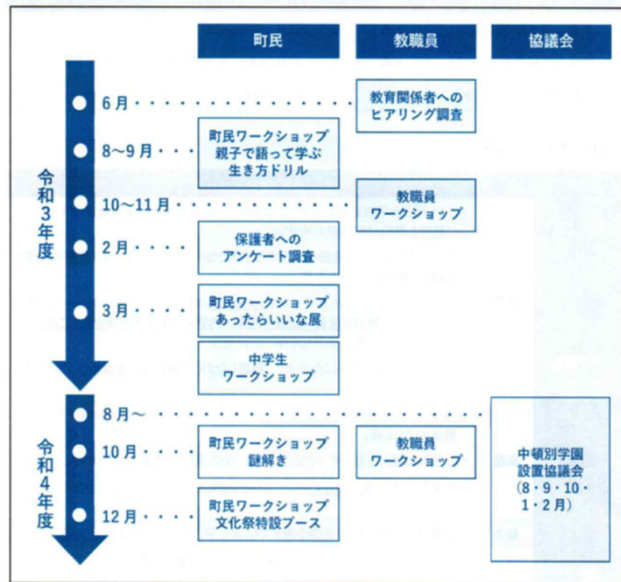 町民
教職員
協議会
令和3年度
6月・・・・・・・・・・・・・・・・
教育関係者への
ヒアリング調査
8〜9月・・・
町民ワークショップ
親子で語って学ぶ
生き方ドリル
10〜11月・・・・・・・・・・・・・
教職員
ワークショップ
2月・・・・
保護者への
アンケート調査
3月・・・・
町民ワークショップ
あったらいいな展
中学生
ワークショップ
令和4年度
8月〜・・・・・・・・・・・・・・・・・・・・・・・
中頓別学園
設置協議会
(8・9・10・
1・2月)
10月・・・・
町民ワークショップ
謎解き
教職員
ワークショップ
12月・・・・
町民ワークショップ
文化祭特設ブース